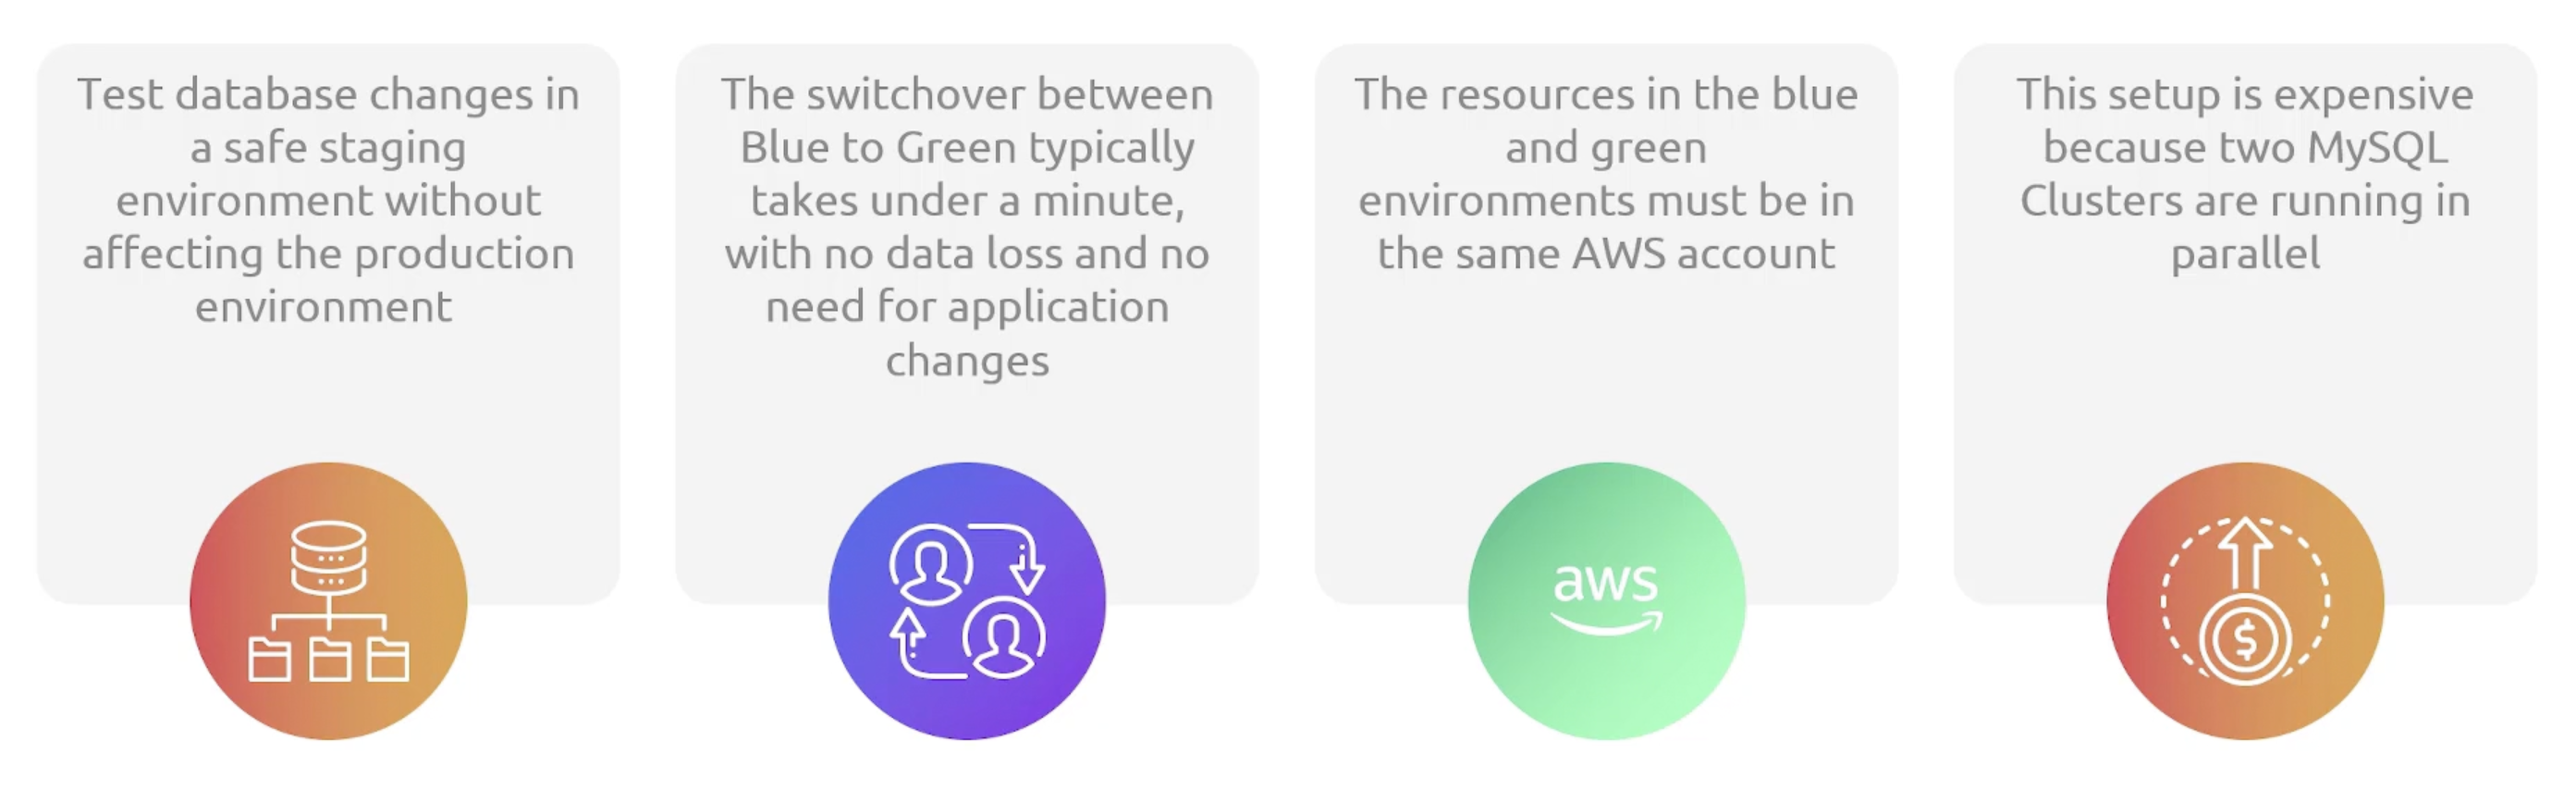 Test database changes in
a safe staging
environment without
affecting the production
environment
The switchover between
Blue to Green typically
takes under a minute,
with no data loss and no
need for application
changes
The resources in the blue
and green
environments must be in
the same AWS account
This setup is expensive
because two MySQL
Clusters are running in
parallel
aws
$